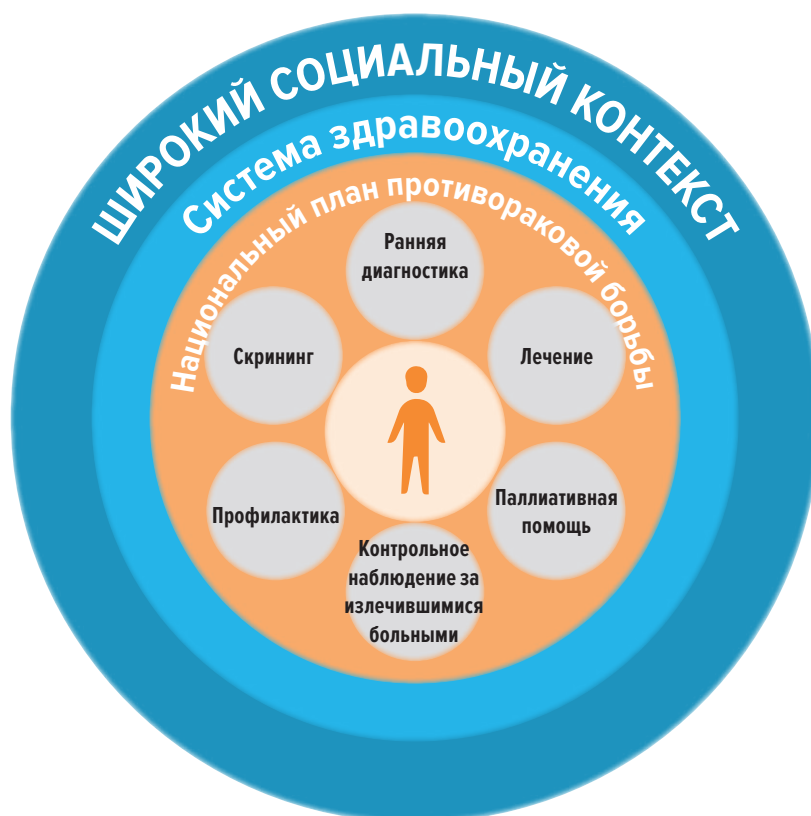 ШИРОКИЙ СОЦИАЛЬНЫЙ КОНТЕКСТ
Система здравоохранения
Национальный план противораковой борьбы
Ранняя
диагностика
Скрининг
Лечение
Профилактика
Паллиативная
помощь
Контрольное
наблюдение за
излечившимися
больными